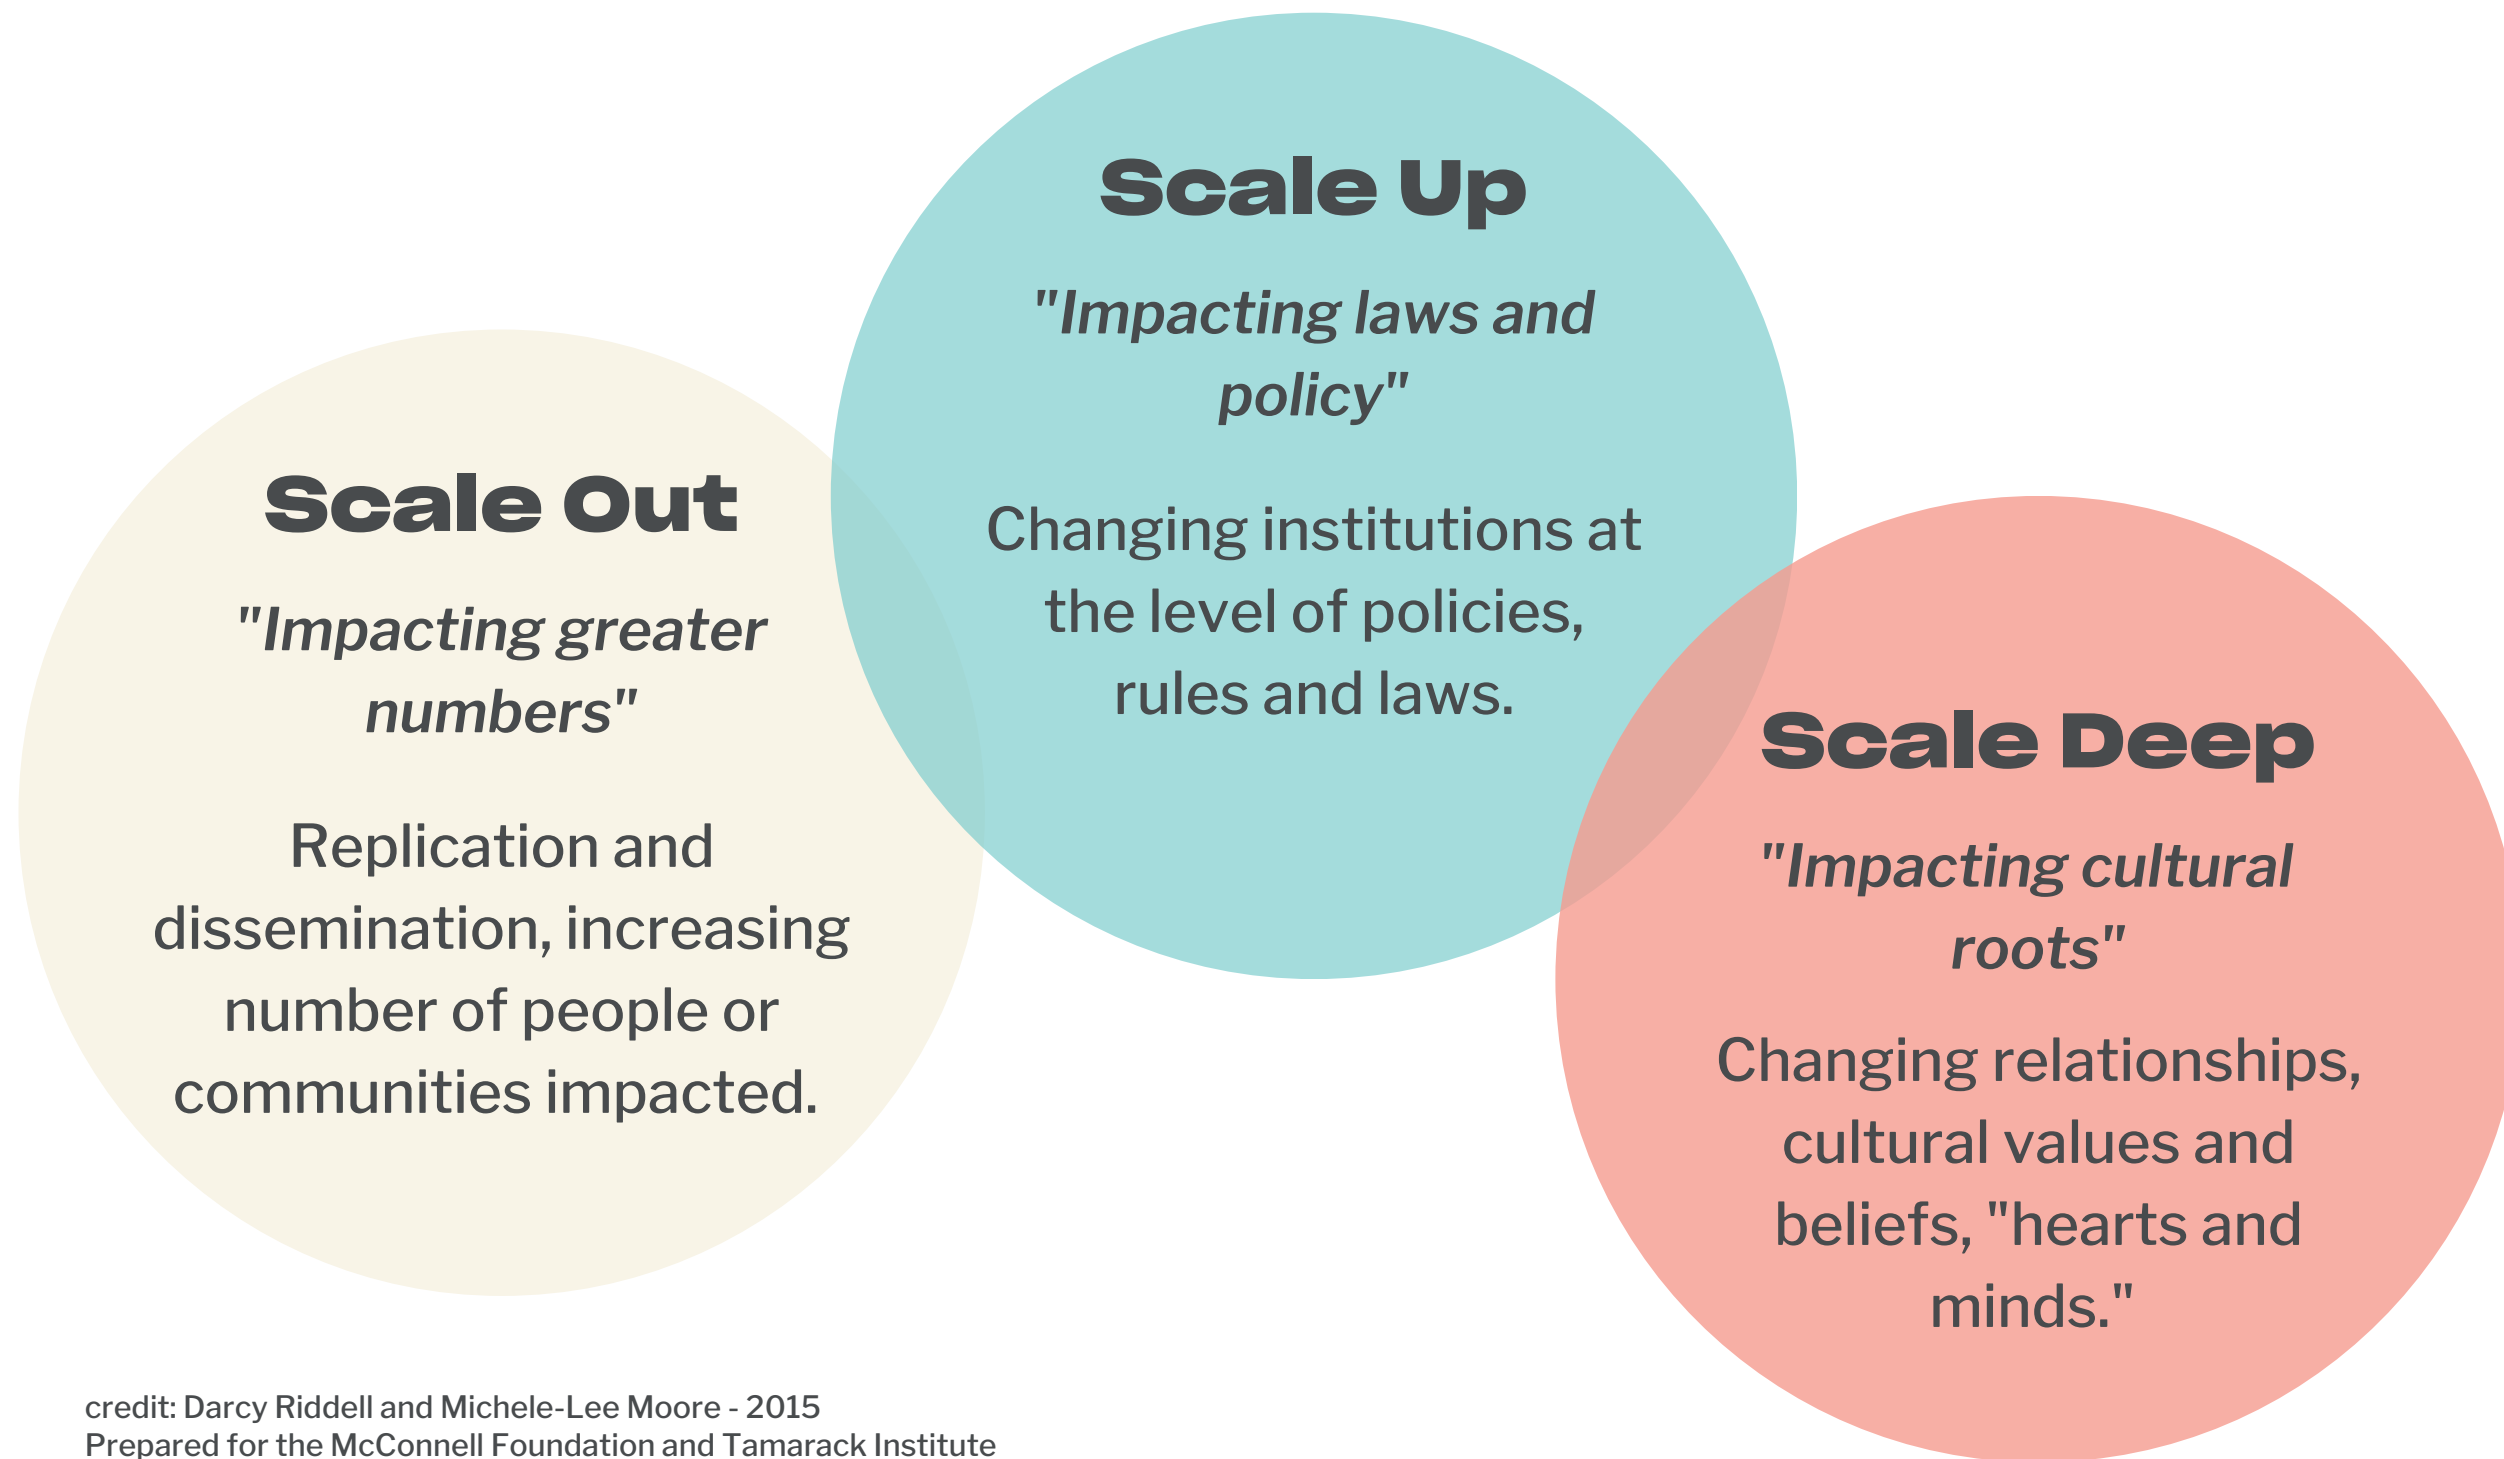 Scale Out
"Impacting greater
numbers"
Replication and
dissemination, increasing
number of people or
communities impacted.
Scale Up
"Impacting laws and
policy"
Changing institutions at
the level of policies,
rules and laws.
Scale Deep
"Impacting cultural
roots"
Changing relationships,
cultural values and
beliefs, "hearts and
minds."
credit: Darcy Riddell and Michele-Lee Moore - 2015
Prepared for the McConnell Foundation and Tamarack Institute